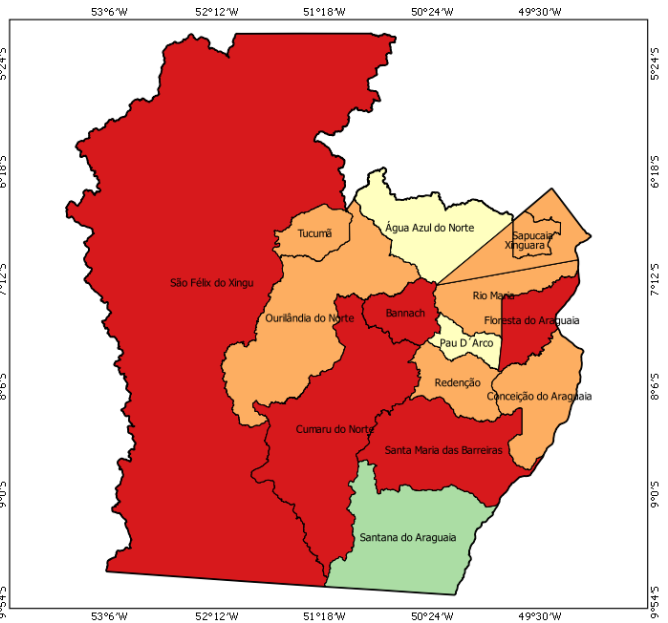 53°6´W 52°12´W 51°18´W 50°24´W 49°30´W
5°24´S 5°24´S
6°18´S 6°18´S
Água Azul do Norte
Tucumã
Sapucaia
Xinguara
7°12´S 7°12´S
São Félix do Xingu
Rio Maria
Bannach
Ourilândia do Norte
Floresta do Araguaia
Pau D´Arco
8°6´S 8°6´S
Redenção
Conceição do Araguaia
Cumaru do Norte
Santa Maria das Barreiras
9°0´S 9°0´S
Santana do Araguaia
9°54´S 9°54´S
53°6´W 52°12´W 51°18´W 50°24´W 49°30´W